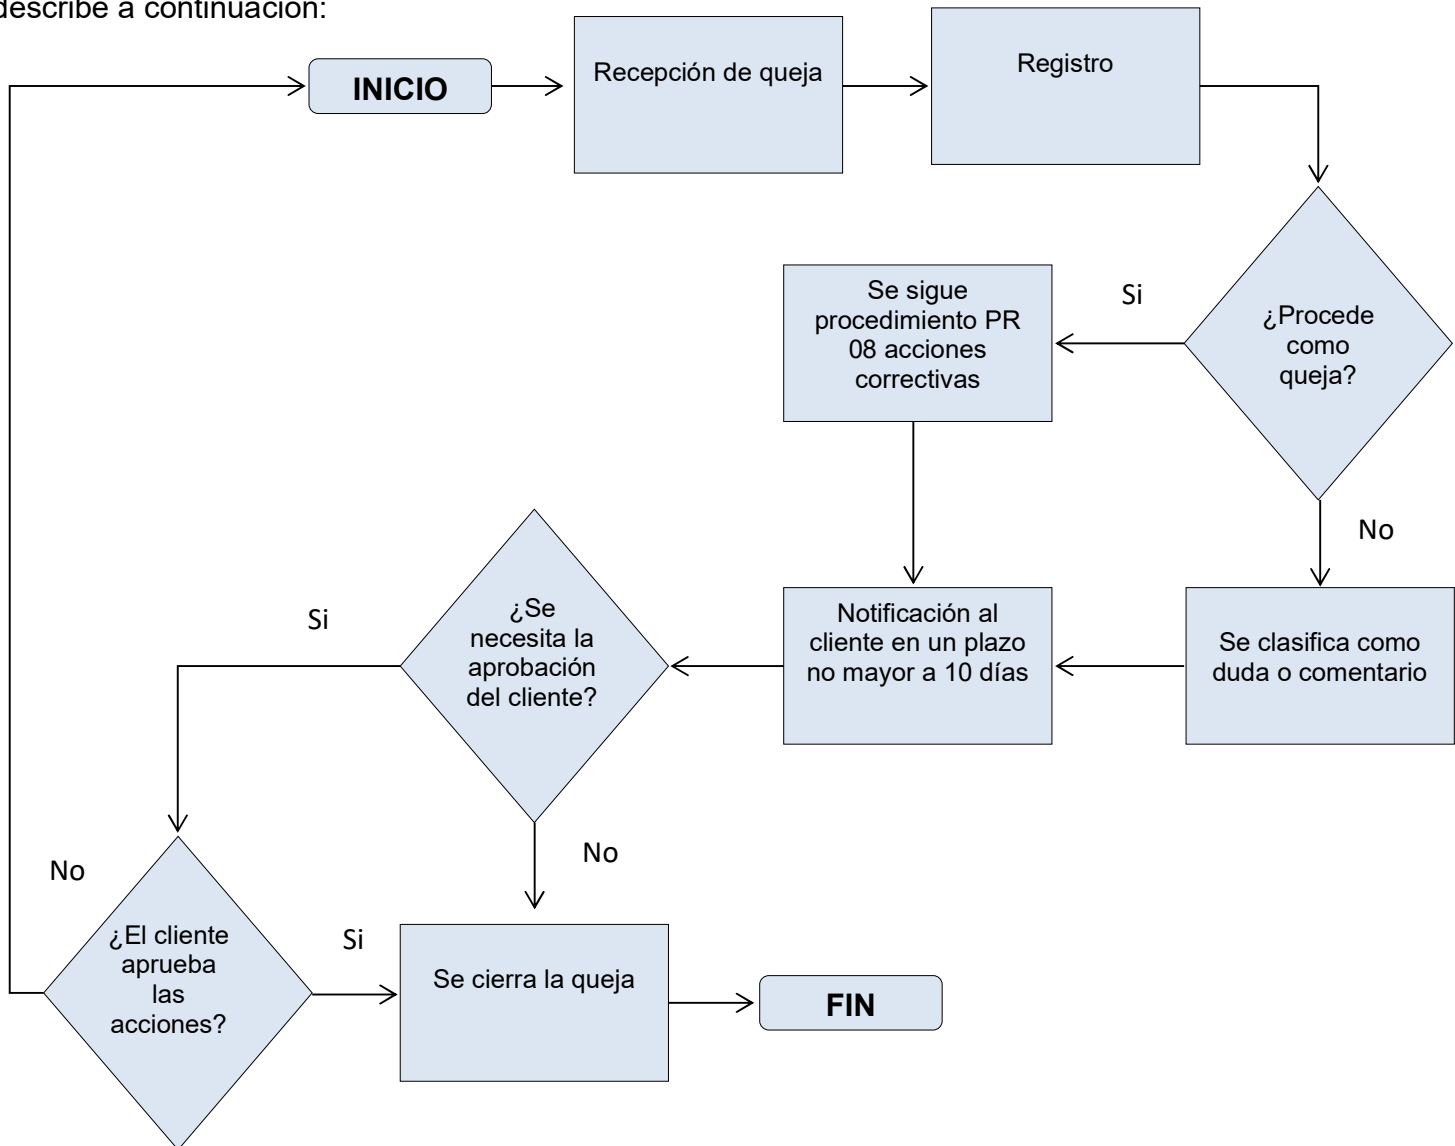 describe a continuación:
INICIO
Recepción de queja
Registro
¿Procede
como
queja?
Si
Se sigue
procedimiento PR
08 acciones
correctivas
No
Se clasifica como
duda o comentario
Notificación al
cliente en un plazo
no mayor a 10 días
¿Se
necesita la
aprobación
del cliente?
Si
No
¿El cliente
aprueba
las
acciones?
No
Si
Se cierra la queja
FIN